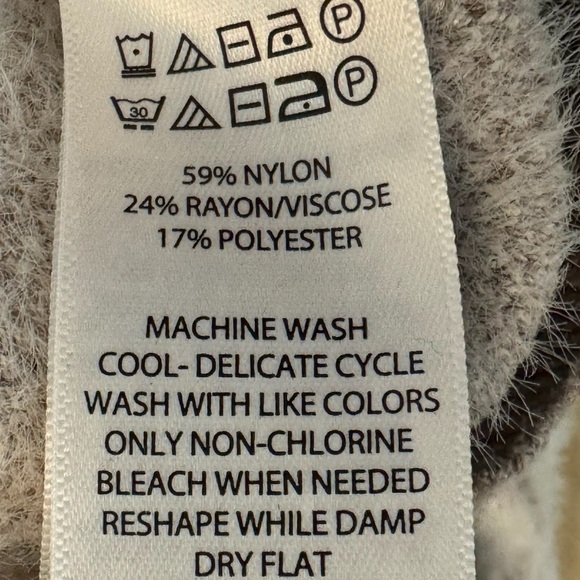 P
30 P
59% NYLON
24% RAYON/VISCOSE
17% POLYESTER
MACHINE WASH
COOL- DELICATE CYCLE
WASH WITH LIKE COLORS
ONLY NON-CHLORINE
BLEACH WHEN NEEDED
RESHAPE WHILE DAMP
DRY FLAT